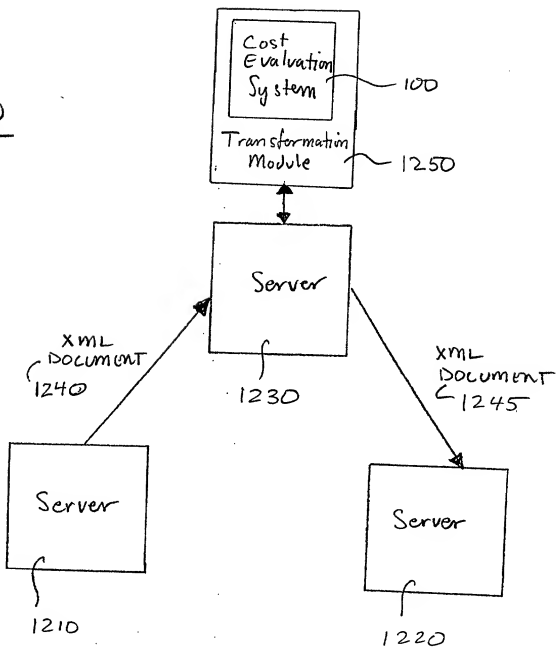 Cost
Evaluation
System
100
Transformation
Module
1250
Server
1230
XML
DOCUMENT
1240
XML
DOCUMENT
1245
Server
1210
Server
1220